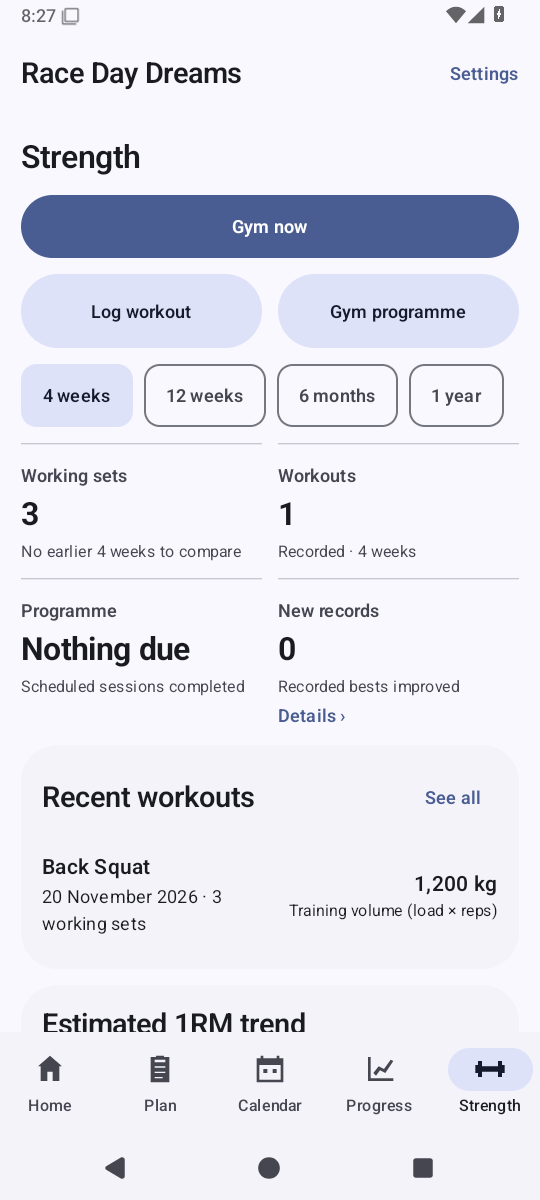 8:27
Race Day Dreams
Settings
Strength
Gym now
Log workout
Gym programme
4 weeks
12 weeks
6 months
1 year
Working sets
3
No earlier 4 weeks to compare
Workouts
1
Recorded · 4 weeks
Programme
Nothing due
Scheduled sessions completed
New records
0
Recorded bests improved
Details ›
Recent workouts
See all
Back Squat
20 November 2026 · 3
working sets
1,200 kg
Training volume (load × reps)
Estimated 1RM trend
Home
Plan
Calendar
Progress
Strength